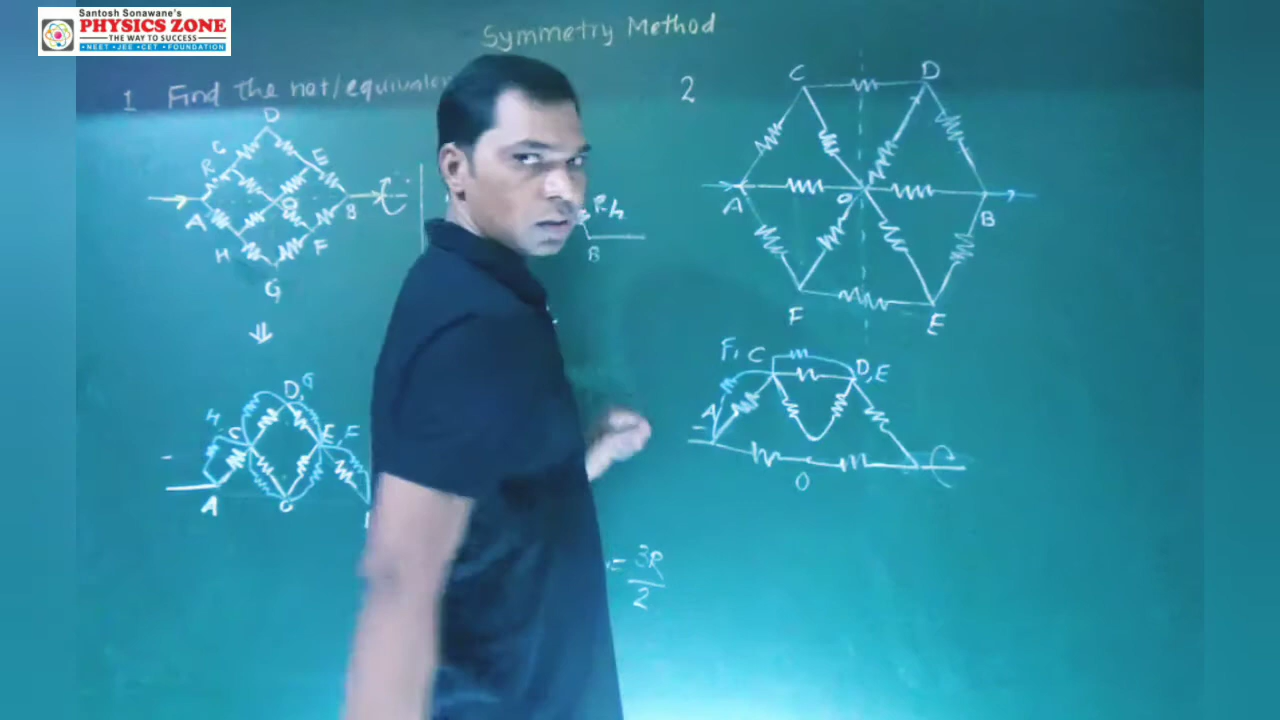 Santosh Sonawane's
PHYSICS ZONE
THE WAY TO SUCCESS
• NEET • JEE • CET • FOUNDATION
Symmetry Method
1 Find the net/equivalen
D
C
E
R
O
A
B
H
F
G
Rh
B
2
C
D
A
O
B
F
E
D, G
H,
C
E, F
A
O
F, C
D, E
A
O
= 3R
2